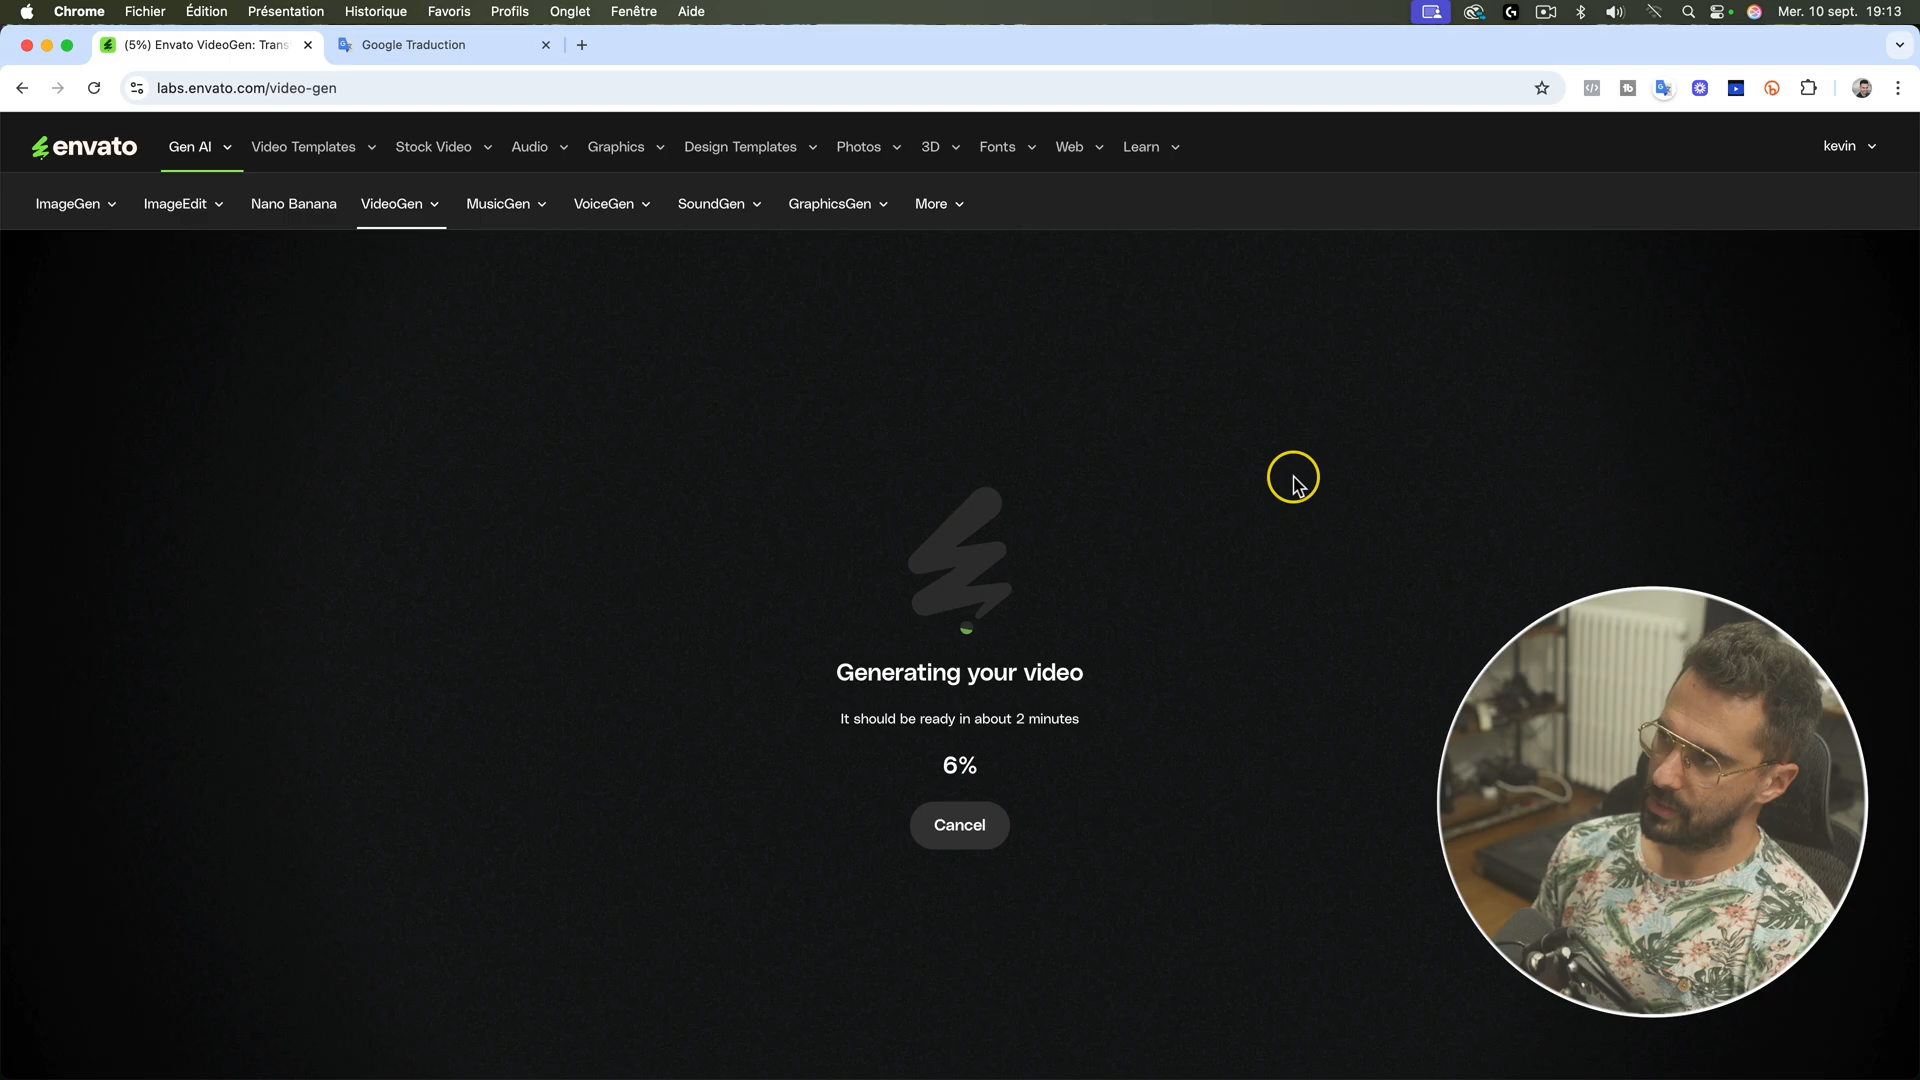 Chrome Fichier Édition Présentation Historique Favoris Profils Onglet Fenêtre Aide Mer. 10 sept. 19:13
(5%) Envato VideoGen: Trans Google Traduction
labs.envato.com/video-gen
envato Gen AI Video Templates Stock Video Audio Graphics Design Templates Photos 3D Fonts Web Learn kevin
ImageGen ImageEdit Nano Banana VideoGen MusicGen VoiceGen SoundGen GraphicsGen More
Generating your video
It should be ready in about 2 minutes
6%
Cancel